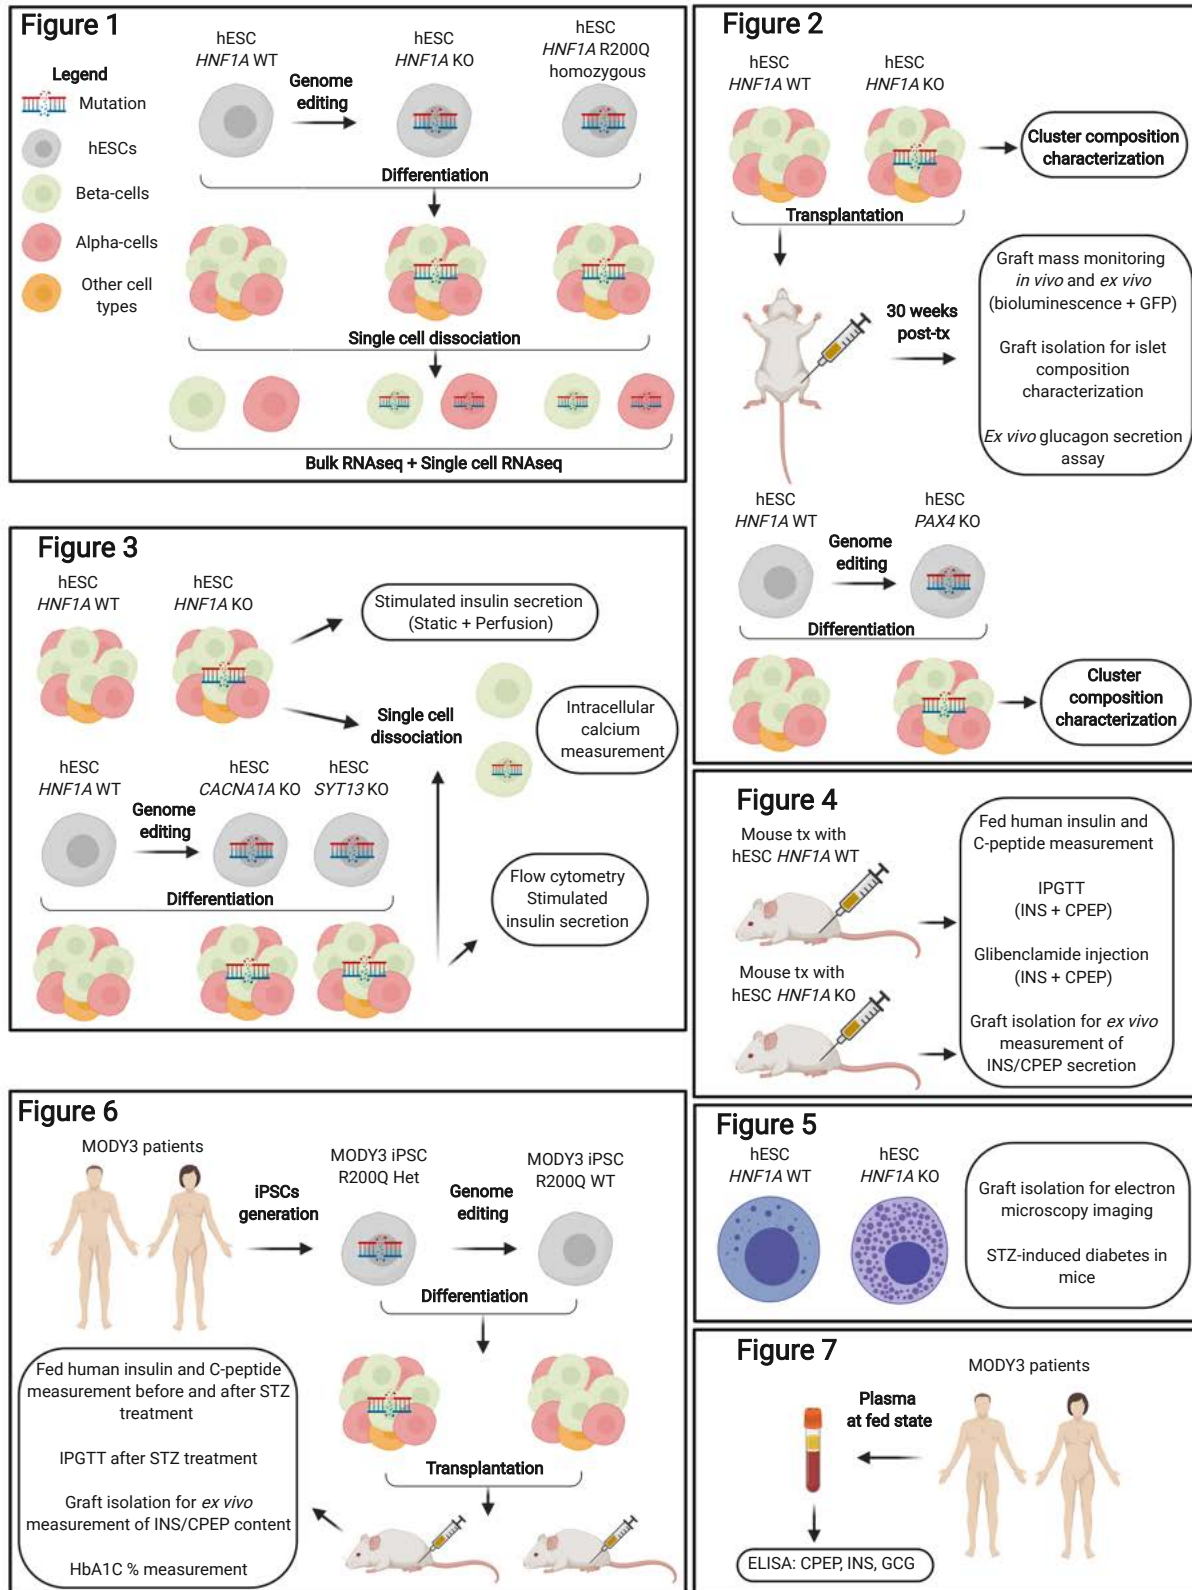 Figure 1
Legend
Mutation
hESCs
Beta-cells
Alpha-cells
Other cell
types
hESC
HNF1A WT
Genome
editing
hESC
HNF1A KO
hESC
HNF1A R200Q
homozygous
Differentiation
Single cell dissociation
Bulk RNAseq + Single cell RNAseq
Figure 2
hESC
HNF1A WT
hESC
HNF1A KO
Cluster composition
characterization
Transplantation
30 weeks
post-tx
Graft mass monitoring
in vivo and ex vivo
(bioluminescence + GFP)
Graft isolation for islet
composition
characterization
Ex vivo glucagon secretion
assay
hESC
HNF1A WT
Genome
editing
hESC
PAX4 KO
Differentiation
Cluster
composition
characterization
Figure 3
hESC
HNF1A WT
hESC
HNF1A KO
Stimulated insulin secretion
(Static + Perfusion)
Single cell
dissociation
Intracellular
calcium
measurement
hESC
HNF1A WT
Genome
editing
hESC
CACNA1A KO
hESC
SYT13 KO
Differentiation
Flow cytometry
Stimulated
insulin secretion
Figure 4
Mouse tx with
hESC HNF1A WT
Mouse tx with
hESC HNF1A KO
Fed human insulin and
C-peptide measurement
IPGTT
(INS + CPEP)
Glibenclamide injection
(INS + CPEP)
Graft isolation for ex vivo
measurement of
INS/CPEP secretion
Figure 5
hESC
HNF1A WT
hESC
HNF1A KO
Graft isolation for electron
microscopy imaging
STZ-induced diabetes in
mice
Figure 6
MODY3 patients
iPSCs
generation
MODY3 iPSC
R200Q Het
Genome
editing
MODY3 iPSC
R200Q WT
Differentiation
Transplantation
Fed human insulin and C-peptide
measurement before and after STZ
treatment
IPGTT after STZ treatment
Graft isolation for ex vivo
measurement of INS/CPEP content
HbA1C % measurement
Figure 7
MODY3 patients
Plasma
at fed state
ELISA: CPEP, INS, GCG